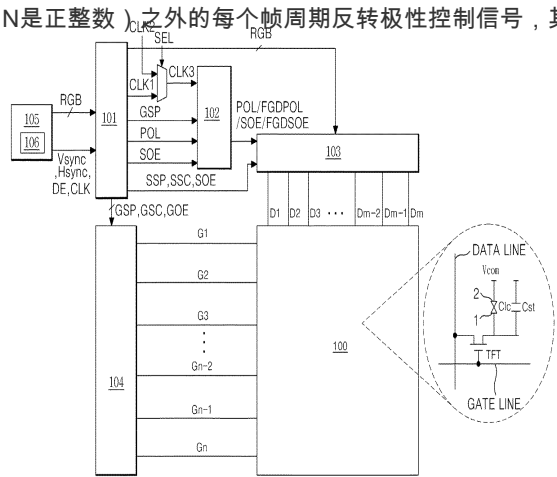 N是正整数）之外的每个帧周期反转极性控制信号，其
CLK2
SEL
RGB
CLK3
RGB
CLK1
105
106
101
GSP
POL
SOE
102
POL/FGDPOL
/SOE/FGDSOE
103
Vsync
,Hsync,
DE,CLK
SSP,SSC,SOE
GSP,GSC,GOE
D1 D2 D3 ··· Dm-2 Dm-1 Dm
G1
G2
G3
Gn-2
Gn-1
Gn
104
100
DATA LINE
Vcom
2
1
Clc
Cst
TFT
GATE LINE